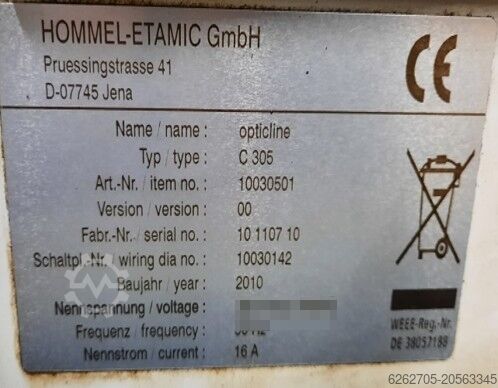 HOMMEL-ETAMIC GmbH
Pruessingstrasse 41
D-07745 Jena
CE
Name / name : opticline
Typ / type : C 305
Art.-Nr. / item no. : 10030501
Version / version : 00
Fabr.-Nr. / serial no. : 10 1107 10
Schaltpl.-Nr. / wiring dia no. : 10030142
Baujahr / year : 2010
Nennspannung / voltage :
Frequenz / frequency : Hz
Nennstrom / current : 16 A
WEEE-Reg.-Nr.
DE 38057188
6262705-20563345